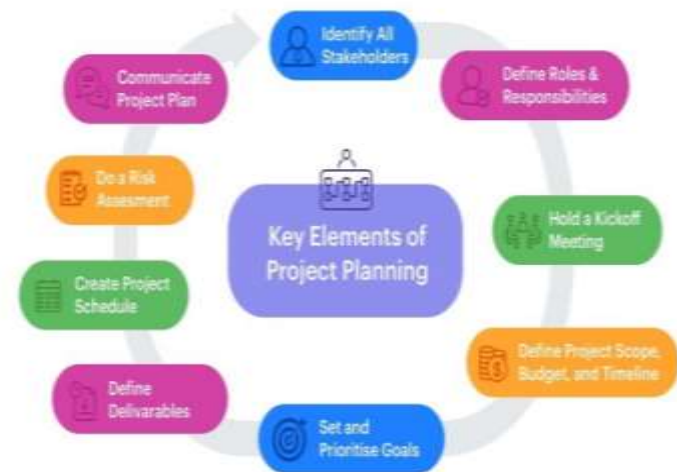 Identify All
Stakeholders
Define Roles &
Responsibilities
Hold a Kickoff
Meeting
Define Project Scope,
Budget, and Timeline
Set and
Prioritise Goals
Define
Delivarables
Create Project
Schedule
Do a Risk
Assesment
Communicate
Project Plan
Key Elements of
Project Planning